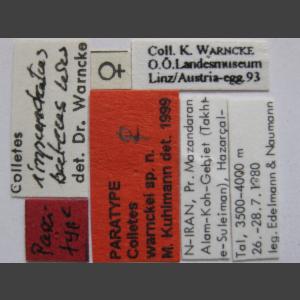 Coll. K. WARNCKE
O.Ö.Landesmuseum
Linz/Austria-egg.93
♀
Colletes
impunctatus
det. Dr. Warncke
Para-
type
♀
PARATYPE
Colletes
warnckei sp. n.
M. Kuhlmann det. 1999
N-IRAN, Pr. Mazandaran
Alam-Koh-Gebiet (Takht-
e-Suleiman), Hazarçal-
Tal, 3500-4000 m
26.-28.7.1980
leg. Edelmann & Naumann